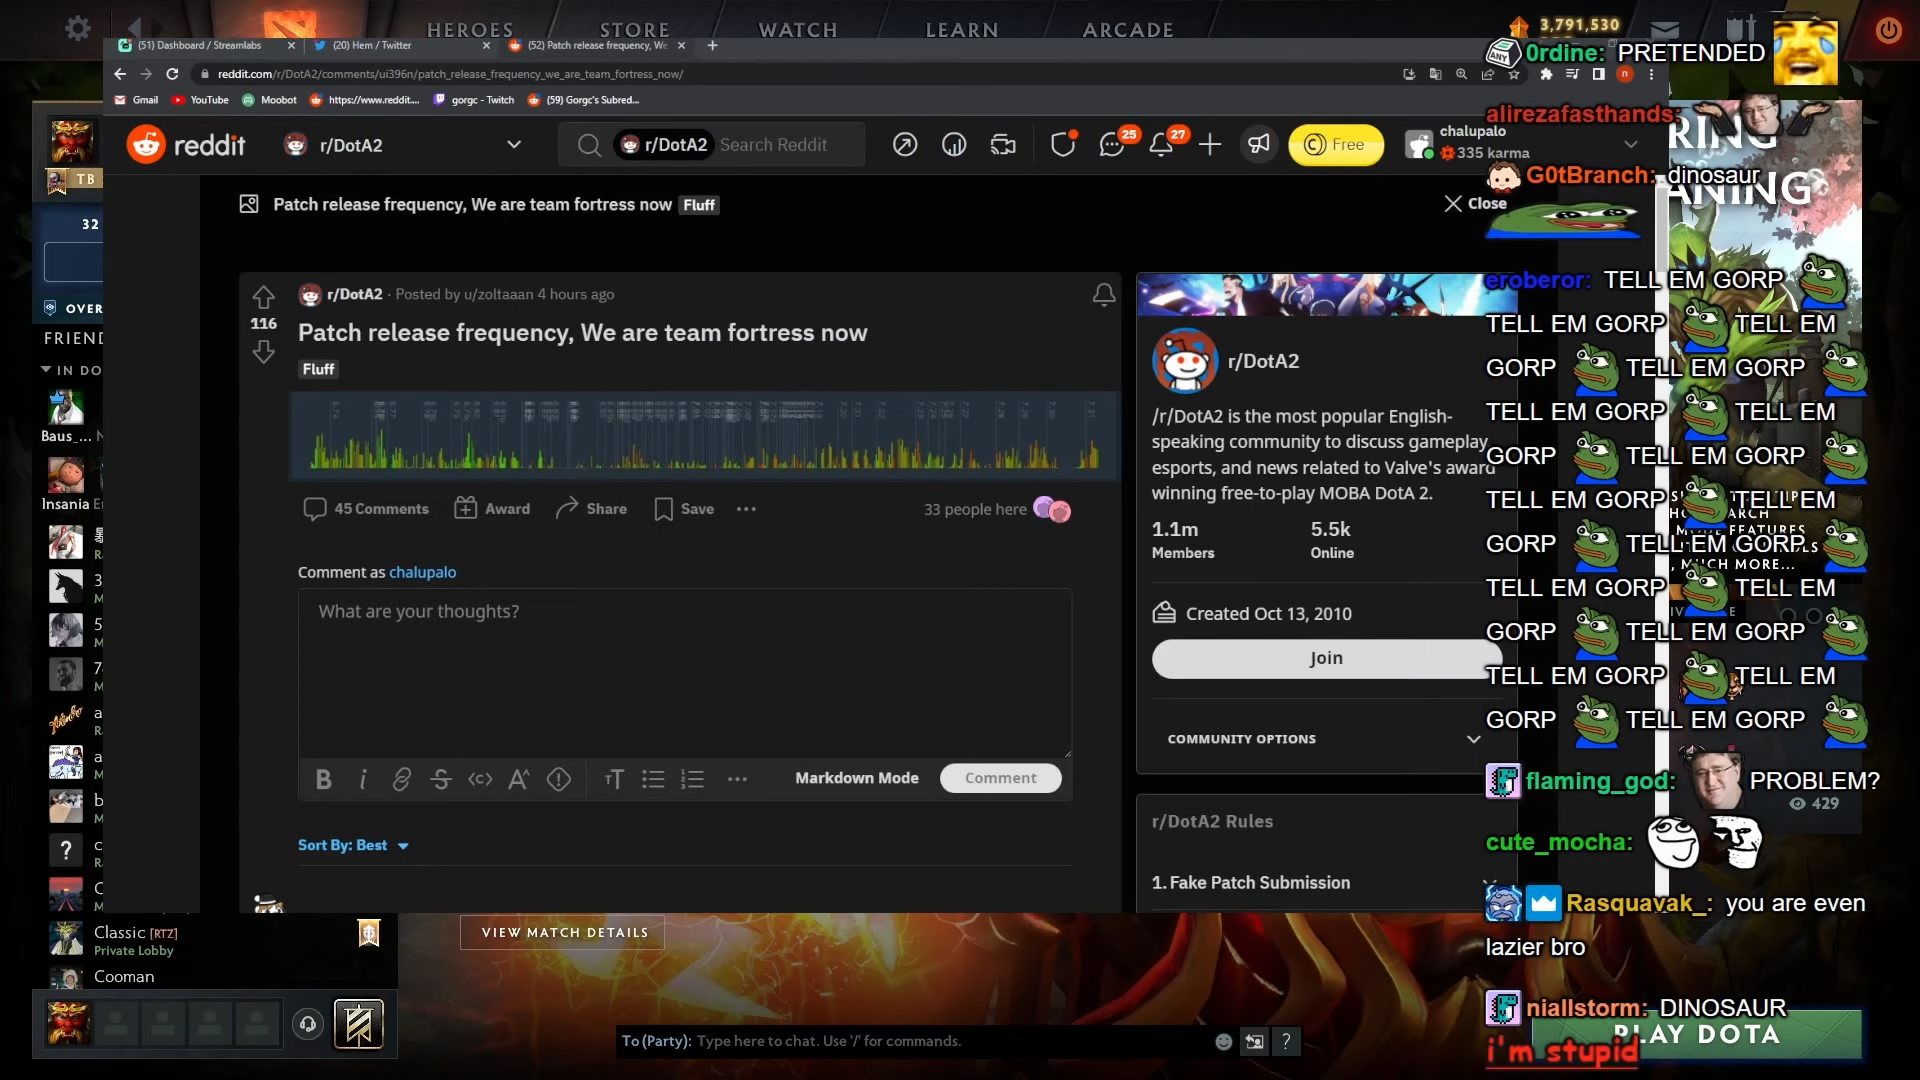 HEROES STORE WATCH LEARN ARCADE
3,791,530
(51) Dashboard / Streamlabs
(20) Hem / Twitter
(52) Patch release frequency, We
reddit.com/r/DotA2/comments/ui396n/patch_release_frequency_we_are_team_fortress_now/
Gmail YouTube Moobot https://www.reddit.... gorgc - Twitch (59) Gorgc's Subred...
reddit
r/DotA2
r/DotA2 Search Reddit
25
27
Free
chalupalo
335 karma
TB
32
OVER
FRIEND
IN DO
Baus_...
Insania
Classic [RTZ]
Private Lobby
Cooman
Patch release frequency, We are team fortress now Fluff
Close
116
r/DotA2 · Posted by u/zoltaaan 4 hours ago
Patch release frequency, We are team fortress now
Fluff
45 Comments Award Share Save
33 people here
Comment as chalupalo
What are your thoughts?
Markdown Mode Comment
Sort By: Best
r/DotA2
/r/DotA2 is the most popular English-
speaking community to discuss gameplay,
esports, and news related to Valve's award
winning free-to-play MOBA DotA 2.
1.1m
Members
5.5k
Online
Created Oct 13, 2010
Join
COMMUNITY OPTIONS
r/DotA2 Rules
1. Fake Patch Submission
VIEW MATCH DETAILS
To (Party): Type here to chat. Use '/' for commands.
?
0rdine: PRETENDED
alirezafasthands:
G0tBranch: dinosaur
eroberor: TELL EM GORP
TELL EM GORP TELL EM
GORP TELL EM GORP
TELL EM GORP TELL EM
GORP TELL EM GORP
TELL EM GORP TELL EM
GORP TELL EM GORP
TELL EM GORP TELL EM
GORP TELL EM GORP
TELL EM GORP TELL EM
GORP TELL EM GORP
flaming_god: PROBLEM?
429
cute_mocha:
Rasquavak_: you are even
lazier bro
niallstorm: DINOSAUR
i'm stupid
PLAY DOTA
MUCH MORE...